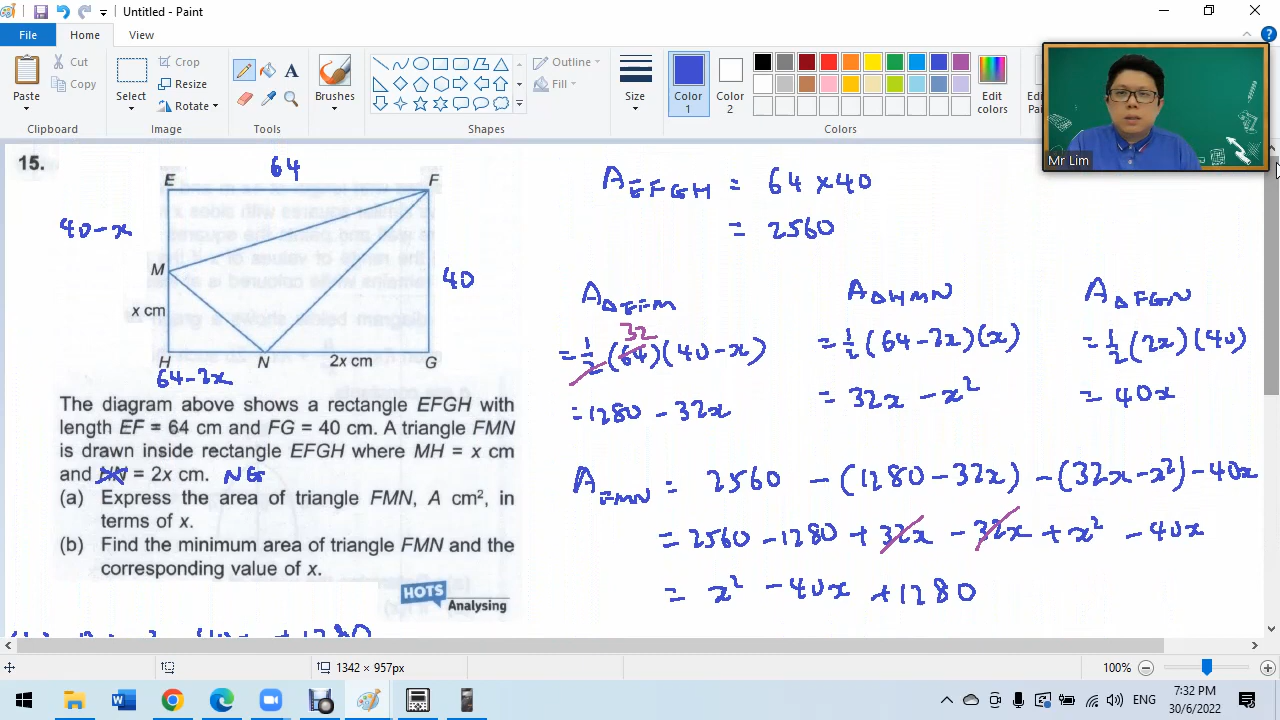 Untitled - Paint
File Home View
Paste Cut Copy Clipboard
Select Crop Resize Rotate Image
Tools
Brushes
Shapes Outline Fill
Size
Color 1 Color 2 Edit colors Colors
Edit Pai
Mr Lim
15.
64
E F
40-x
M
x cm
40
H N 2x cm G
64-2x
The diagram above shows a rectangle EFGH with
length EF = 64 cm and FG = 40 cm. A triangle FMN
is drawn inside rectangle EFGH where MH = x cm
and = 2x cm. NG
(a) Express the area of triangle FMN, A cm², in
terms of x.
(b) Find the minimum area of triangle FMN and the
corresponding value of x.
HOTS Analysing
A EFGH = 64 x 40
= 2560
A ΔEFM
32
= 1/2 (64)(40-x)
= 1280 - 32x
A ΔHMN
= 1/2 (64-2x)(x)
= 32x - x²
A ΔFGN
= 1/2 (2x)(40)
= 40x
A FMN = 2560 - (1280-32x) - (32x-x²) - 40x
= 2560 - 1280 + 32x - 32x + x² - 40x
= x² - 40x + 1280
1342 × 957px
100%
ENG
7:32 PM
30/6/2022